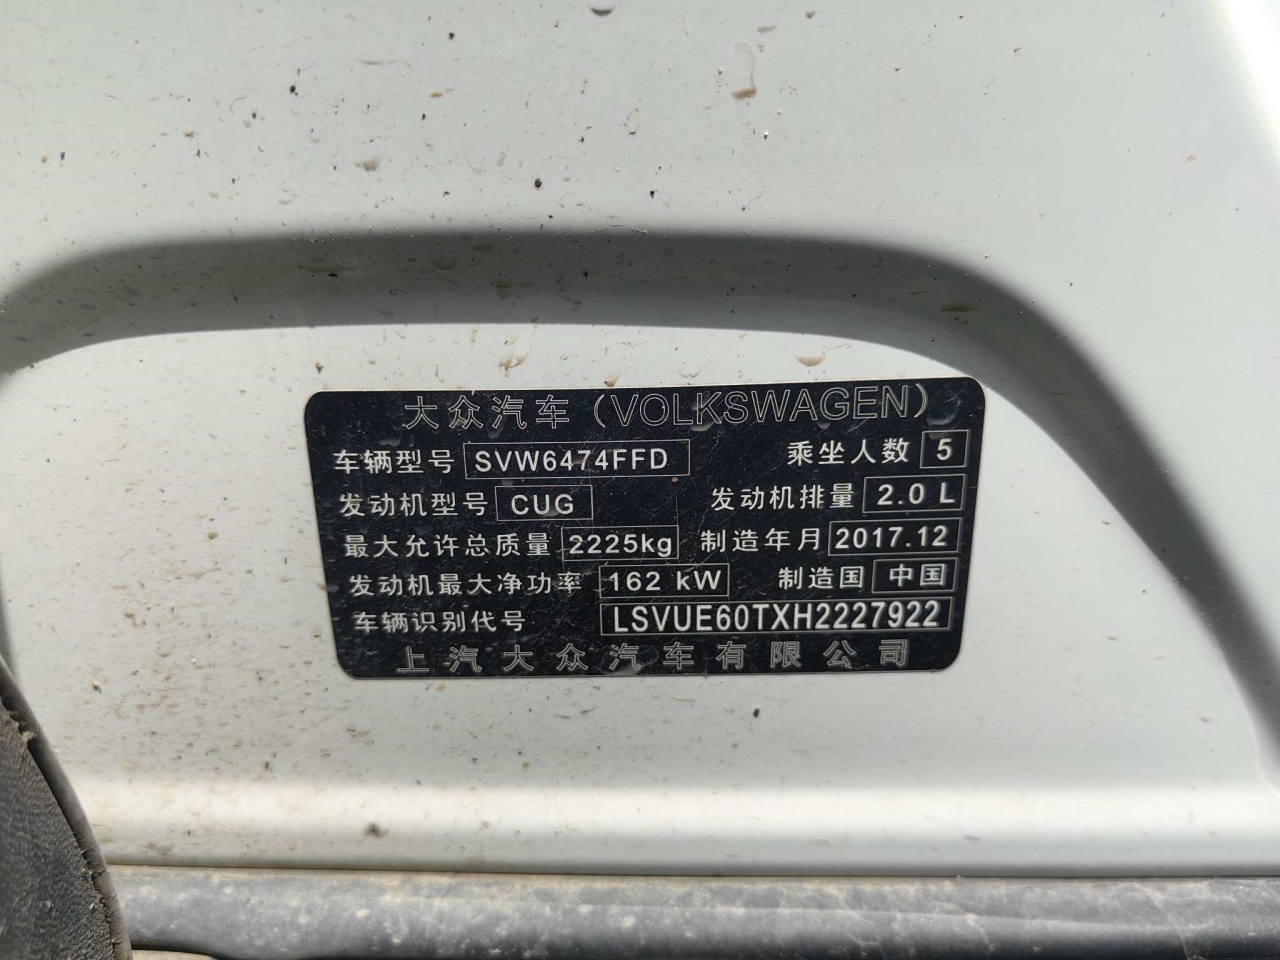 大众汽车（VOLKSWAGEN）
车辆型号 SVW6474FFD 乘坐人数 5
发动机型号 CUG 发动机排量 2.0 L
最大允许总质量 2225kg 制造年月 2017.12
发动机最大净功率 162 kW 制造国 中国
车辆识别代号 LSVUE60TXH2227922
上汽大众汽车有限公司